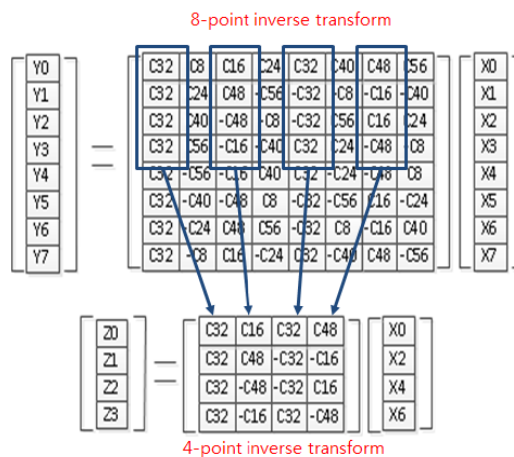 8-point inverse transform
Y0 C32 C8 C16 C24 C32 C40 C48 C56 X0
Y1 C32 C24 C48 -C56 -C32 -C8 -C16 -C40 X1
Y2 = C32 C40 -C48 -C8 -C32 C56 C16 C24 X2
Y3 C32 C56 -C16 -C40 C32 C24 -C48 -C8 X3
Y4 C32 -C56 -C16 C40 C32 -C24 -C48 C8 X4
Y5 C32 -C40 -C48 C8 -C32 -C56 C16 -C24 X5
Y6 C32 -C24 C48 C56 -C32 C8 -C16 C40 X6
Y7 C32 -C8 C16 -C24 C32 -C40 C48 -C56 X7
Z0 C32 C16 C32 C48 X0
Z1 = C32 C48 -C32 -C16 X2
Z2 C32 -C48 -C32 C16 X4
Z3 C32 -C16 C32 -C48 X6
4-point inverse transform